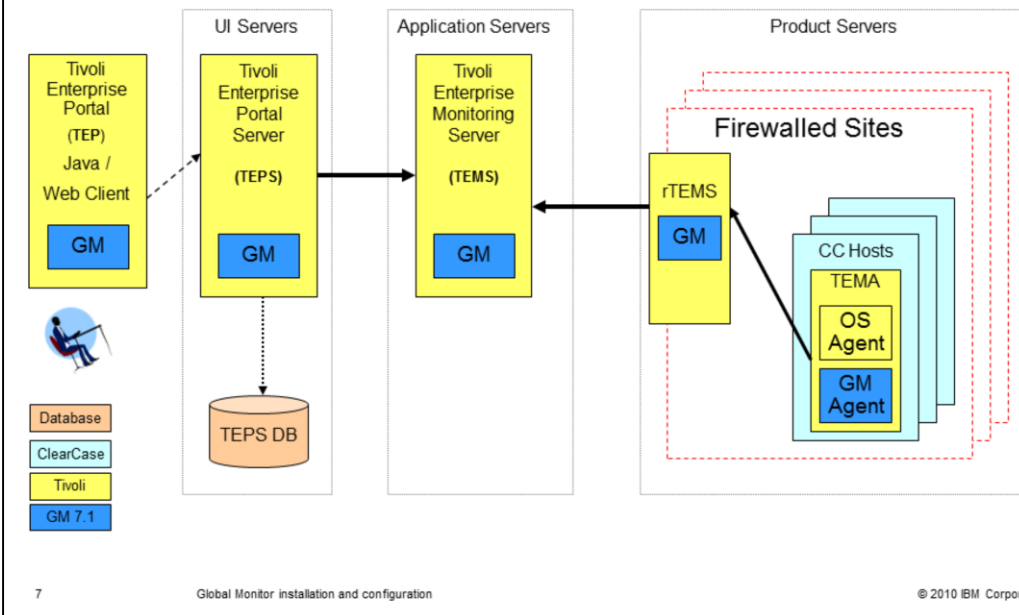 UI Servers
Application Servers
Product Servers
Tivoli
Enterprise
Portal
(TEP)
Java /
Web Client
GM
Tivoli
Enterprise
Portal
Server
(TEPS)
GM
Tivoli
Enterprise
Monitoring
Server
(TEMS)
GM
Firewalled Sites
rTEMS
GM
CC Hosts
TEMA
OS
Agent
GM
Agent
TEPS DB
Database
ClearCase
Tivoli
GM 7.1
7
Global Monitor installation and configuration
© 2010 IBM Corpor